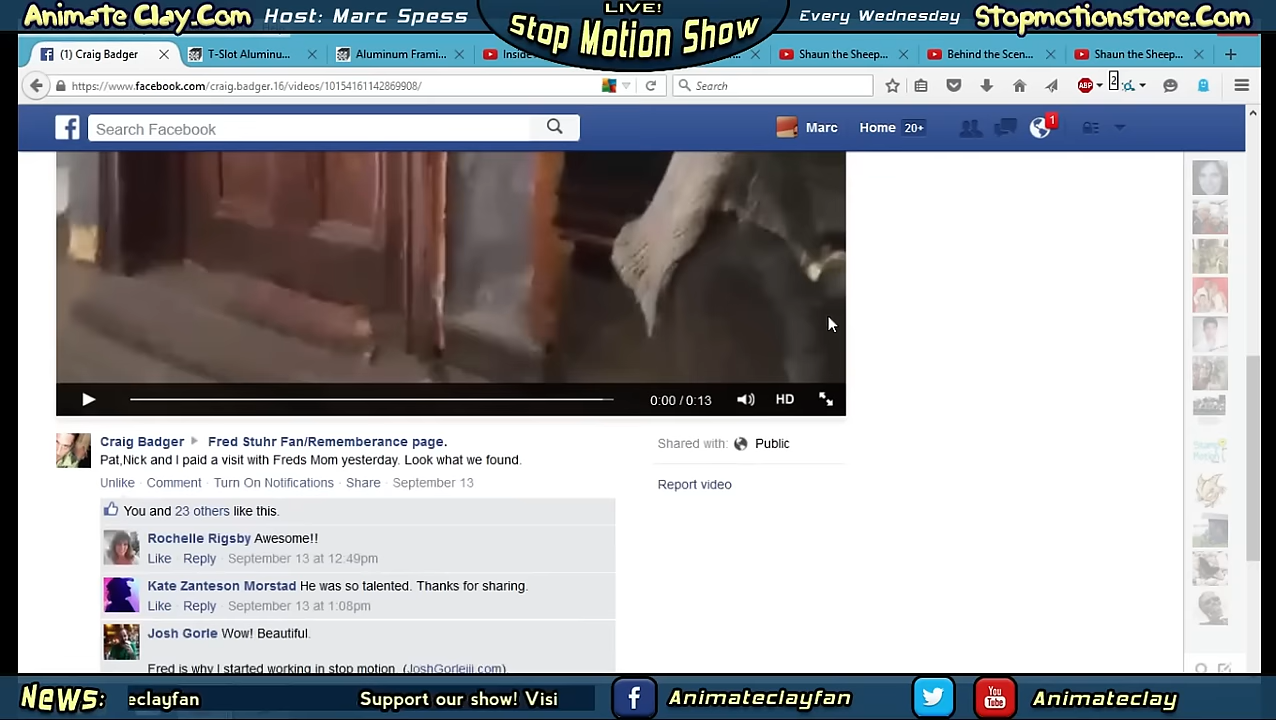 Animate Clay.Com Host: Marc Spess LIVE! Stop Motion Show Every Wednesday Stopmotionstore.Com
(1) Craig Badger T-Slot Aluminu... Aluminum Frami... Shaun the Sheep... Behind the Scen... Shaun the Sheep...
https://www.facebook.com/craig.badger.16/videos/10154161142869908/ Search ABP 2
Search Facebook Marc Home 20+ 1
0:00 / 0:13 HD
Craig Badger Fred Stuhr Fan/Rememberance page.
Pat,Nick and I paid a visit with Freds Mom yesterday. Look what we found.
Unlike · Comment · Turn On Notifications · Share · September 13
Shared with: Public
Report video
You and 23 others like this.
Rochelle Rigsby Awesome!!
Like · Reply · September 13 at 12:49pm
Kate Zanteson Morstad He was so talented. Thanks for sharing.
Like · Reply · September 13 at 1:08pm
Josh Gorle Wow! Beautiful.
Fred is why I started working in stop motion. (JoshGorleiii.com)
News: eclayfan Support our show! Visi Animateclayfan You Tube Animateclay